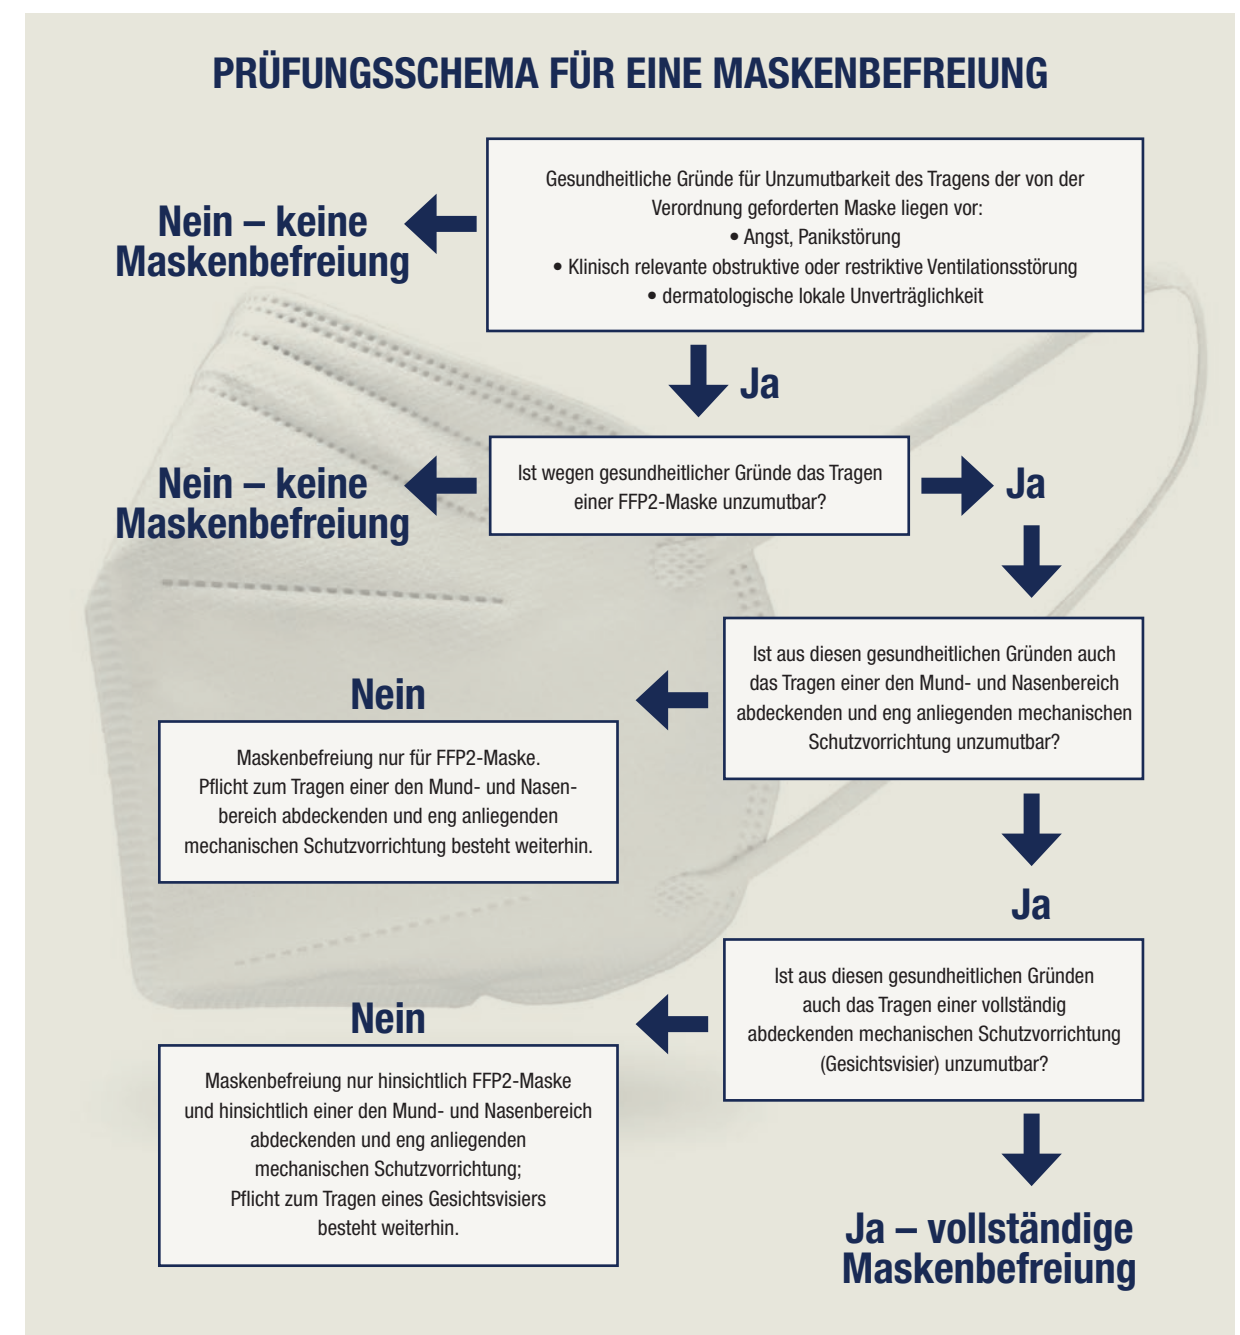 PRÜFUNGSSCHEMA FÜR EINE MASKENBEFREIUNG
Gesundheitliche Gründe für Unzumutbarkeit des Tragens der von der
Verordnung geforderten Maske liegen vor:
• Angst, Panikstörung
• Klinisch relevante obstruktive oder restriktive Ventilationsstörung
• dermatologische lokale Unverträglichkeit
Nein – keine
Maskenbefreiung
Ja
Ist wegen gesundheitlicher Gründe das Tragen
einer FFP2-Maske unzumutbar?
Nein – keine
Maskenbefreiung
Ja
Ist aus diesen gesundheitlichen Gründen auch
das Tragen einer den Mund- und Nasenbereich
abdeckenden und eng anliegenden mechanischen
Schutzvorrichtung unzumutbar?
Nein
Maskenbefreiung nur für FFP2-Maske.
Pflicht zum Tragen einer den Mund- und Nasen-
bereich abdeckenden und eng anliegenden
mechanischen Schutzvorrichtung besteht weiterhin.
Ja
Ist aus diesen gesundheitlichen Gründen
auch das Tragen einer vollständig
abdeckenden mechanischen Schutzvorrichtung
(Gesichtsvisier) unzumutbar?
Nein
Maskenbefreiung nur hinsichtlich FFP2-Maske
und hinsichtlich einer den Mund- und Nasenbereich
abdeckenden und eng anliegenden
mechanischen Schutzvorrichtung;
Pflicht zum Tragen eines Gesichtsvisiers
besteht weiterhin.
Ja – vollständige
Maskenbefreiung